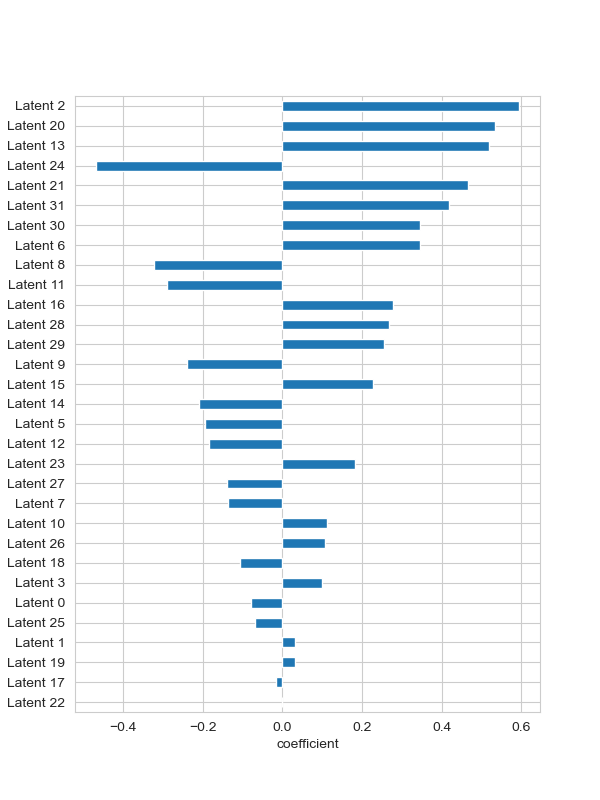 Latent 2
Latent 20
Latent 13
Latent 24
Latent 21
Latent 31
Latent 30
Latent 6
Latent 8
Latent 11
Latent 16
Latent 28
Latent 29
Latent 9
Latent 15
Latent 14
Latent 5
Latent 12
Latent 23
Latent 27
Latent 7
Latent 10
Latent 26
Latent 18
Latent 3
Latent 0
Latent 25
Latent 1
Latent 19
Latent 17
Latent 22
−0.4 −0.2 0.0 0.2 0.4 0.6
coefficient